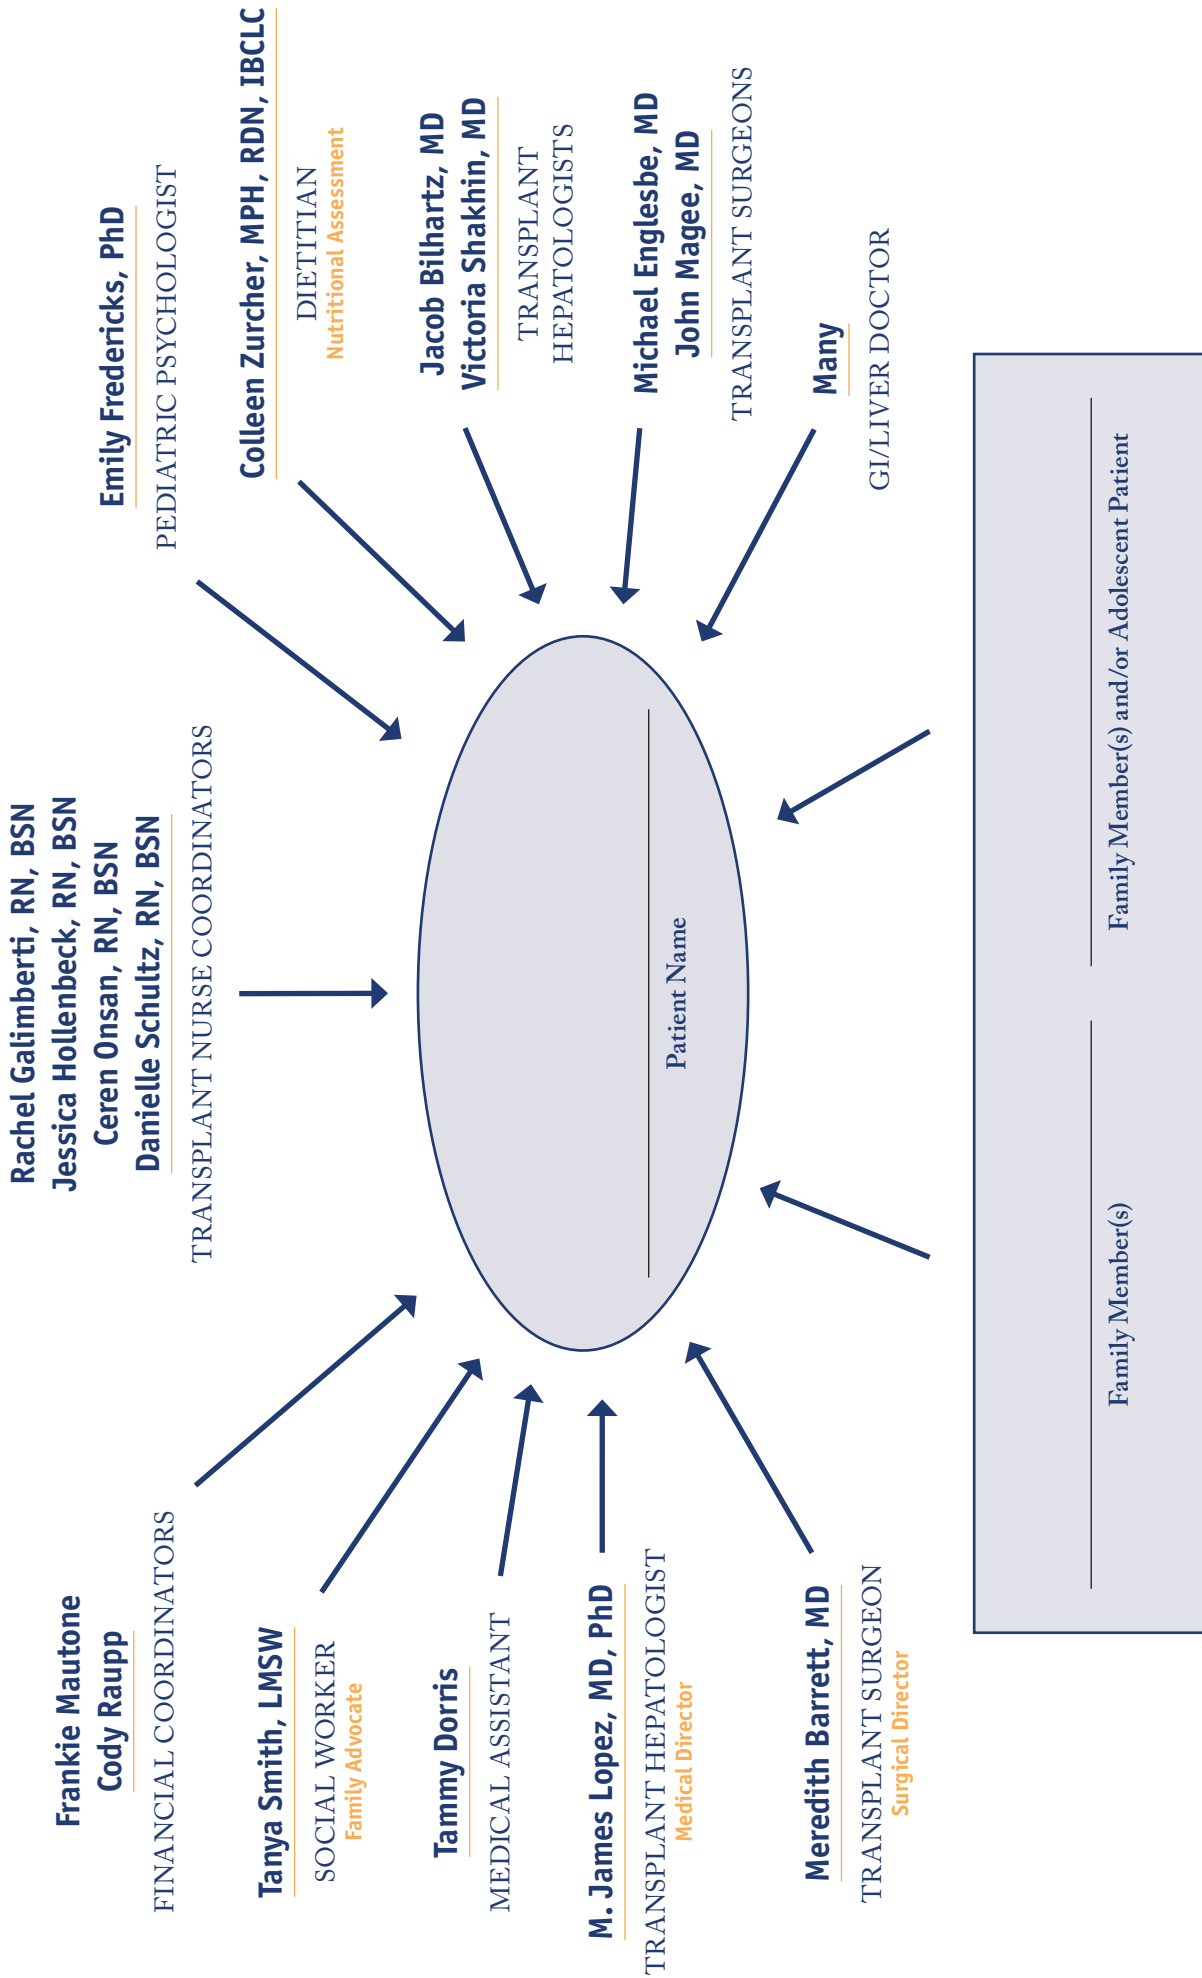 Rachel Galimberti, RN, BSN
Jessica Hollenbeck, RN, BSN
Ceren Onsan, RN, BSN
Danielle Schultz, RN, BSN
TRANSPLANT NURSE COORDINATORS
Frankie Mautone
Cody Raupp
FINANCIAL COORDINATORS
Tanya Smith, LMSW
SOCIAL WORKER
Family Advocate
Tammy Dorris
MEDICAL ASSISTANT
M. James Lopez, MD, PhD
TRANSPLANT HEPATOLOGIST
Medical Director
Meredith Barrett, MD
TRANSPLANT SURGEON
Surgical Director
Emily Fredericks, PhD
PEDIATRIC PSYCHOLOGIST
Colleen Zurcher, MPH, RDN, IBCLC
DIETITIAN
Nutritional Assessment
Jacob Bilhartz, MD
Victoria Shakhin, MD
TRANSPLANT
HEPATOLOGISTS
Michael Englesbe, MD
John Magee, MD
TRANSPLANT SURGEONS
Many
GI/LIVER DOCTOR
Patient Name
Family Member(s)
Family Member(s) and/or Adolescent Patient